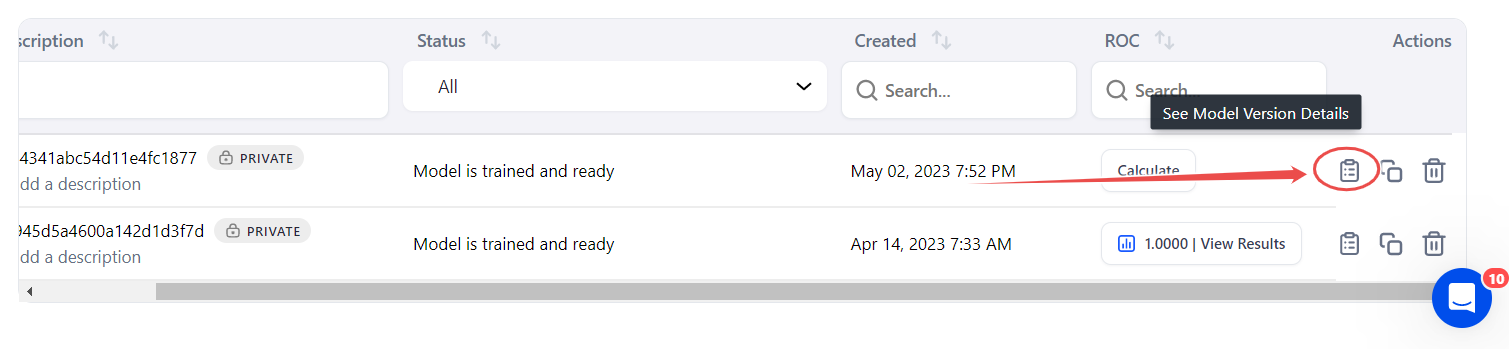 scription Status Created ROC Actions
All Search... Search...
See Model Version Details
4341abc54d11e4fc1877 PRIVATE Model is trained and ready May 02, 2023 7:52 PM Calculate
dd a description
945d5a4600a142d1d3f7d PRIVATE Model is trained and ready Apr 14, 2023 7:33 AM 1.0000 | View Results
dd a description
10